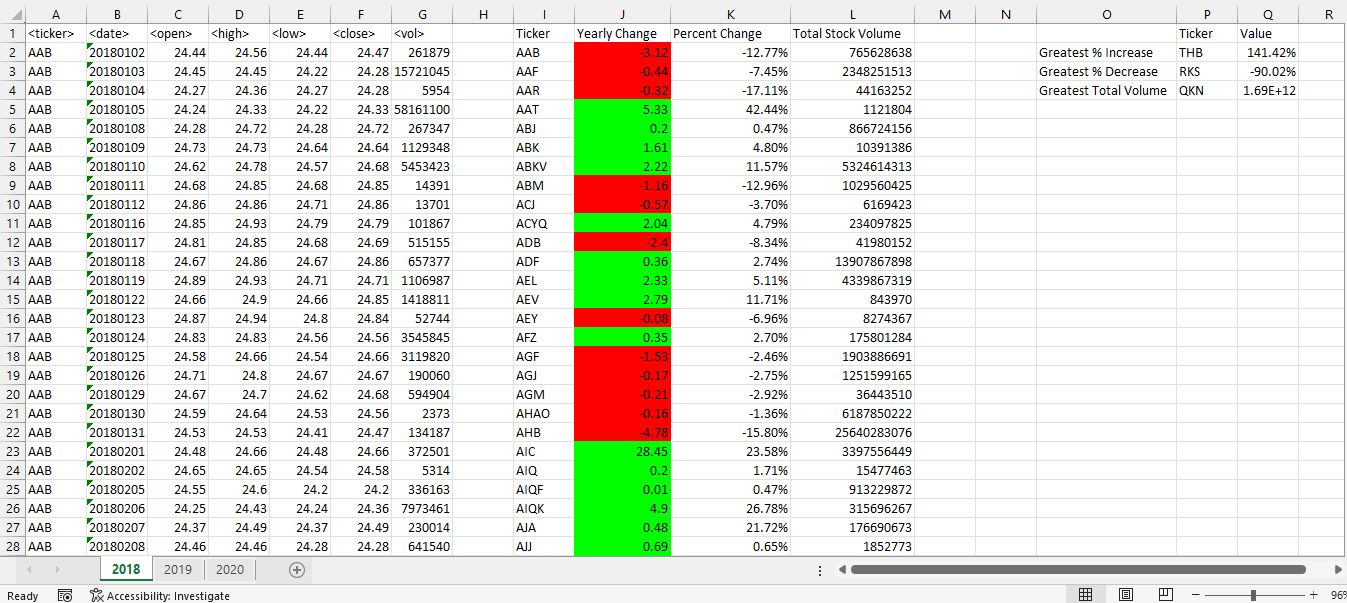 A B C D E F G H I J K L M N O P Q R
1 <ticker> <date> <open> <high> <low> <close> <vol> Ticker Yearly Change Percent Change Total Stock Volume Ticker Value
2 AAB 20180102 24.44 24.56 24.44 24.47 261879 AAB -3.12 -12.77% 765628638 Greatest % Increase THB 141.42%
3 AAB 20180103 24.45 24.45 24.22 24.28 15721045 AAF -0.44 -7.45% 2348251513 Greatest % Decrease RKS -90.02%
4 AAB 20180104 24.27 24.36 24.27 24.28 5954 AAR -0.32 -17.11% 44163252 Greatest Total Volume QKN 1.69E+12
5 AAB 20180105 24.24 24.33 24.22 24.33 58161100 AAT 5.33 42.44% 1121804
6 AAB 20180108 24.28 24.72 24.28 24.72 267347 ABJ 0.2 0.47% 866724156
7 AAB 20180109 24.73 24.73 24.64 24.64 1129348 ABK 1.61 4.80% 10391386
8 AAB 20180110 24.62 24.78 24.57 24.68 5453423 ABKV 2.22 11.57% 5324614313
9 AAB 20180111 24.68 24.85 24.68 24.85 14391 ABM -1.16 -12.96% 1029560425
10 AAB 20180112 24.86 24.86 24.71 24.86 13701 ACJ -0.57 -3.70% 6169423
11 AAB 20180116 24.85 24.93 24.79 24.79 101867 ACYQ 2.04 4.79% 234097825
12 AAB 20180117 24.81 24.85 24.68 24.69 515155 ADB -2.4 -8.34% 41980152
13 AAB 20180118 24.67 24.86 24.67 24.86 657377 ADF 0.36 2.74% 13907867898
14 AAB 20180119 24.89 24.93 24.71 24.71 1106987 AEL 2.33 5.11% 4339867319
15 AAB 20180122 24.66 24.9 24.66 24.85 1418811 AEV 2.79 11.71% 843970
16 AAB 20180123 24.87 24.94 24.8 24.84 52744 AEY -0.08 -6.96% 8274367
17 AAB 20180124 24.83 24.83 24.56 24.56 3545845 AFZ 0.35 2.70% 175801284
18 AAB 20180125 24.58 24.66 24.54 24.66 3119820 AGF -1.53 -2.46% 1903886691
19 AAB 20180126 24.71 24.8 24.67 24.67 190060 AGJ -0.17 -2.75% 1251599165
20 AAB 20180129 24.67 24.7 24.62 24.68 594904 AGM -0.21 -2.92% 36443510
21 AAB 20180130 24.59 24.64 24.53 24.56 2373 AHAO -0.16 -1.36% 6187850222
22 AAB 20180131 24.53 24.53 24.41 24.47 134187 AHB -4.78 -15.80% 25640283076
23 AAB 20180201 24.48 24.66 24.48 24.66 372501 AIC 28.45 23.58% 3397556449
24 AAB 20180202 24.65 24.65 24.54 24.58 5314 AIQ 0.2 1.71% 15477463
25 AAB 20180205 24.55 24.6 24.2 24.2 336163 AIQF 0.01 0.47% 913229872
26 AAB 20180206 24.25 24.43 24.24 24.36 7973461 AIQK 4.9 26.78% 315696267
27 AAB 20180207 24.37 24.49 24.37 24.49 230014 AJA 0.48 21.72% 176690673
28 AAB 20180208 24.46 24.46 24.28 24.28 641540 AJJ 0.69 0.65% 1852773
2018 2019 2020
Ready Accessibility: Investigate 96%